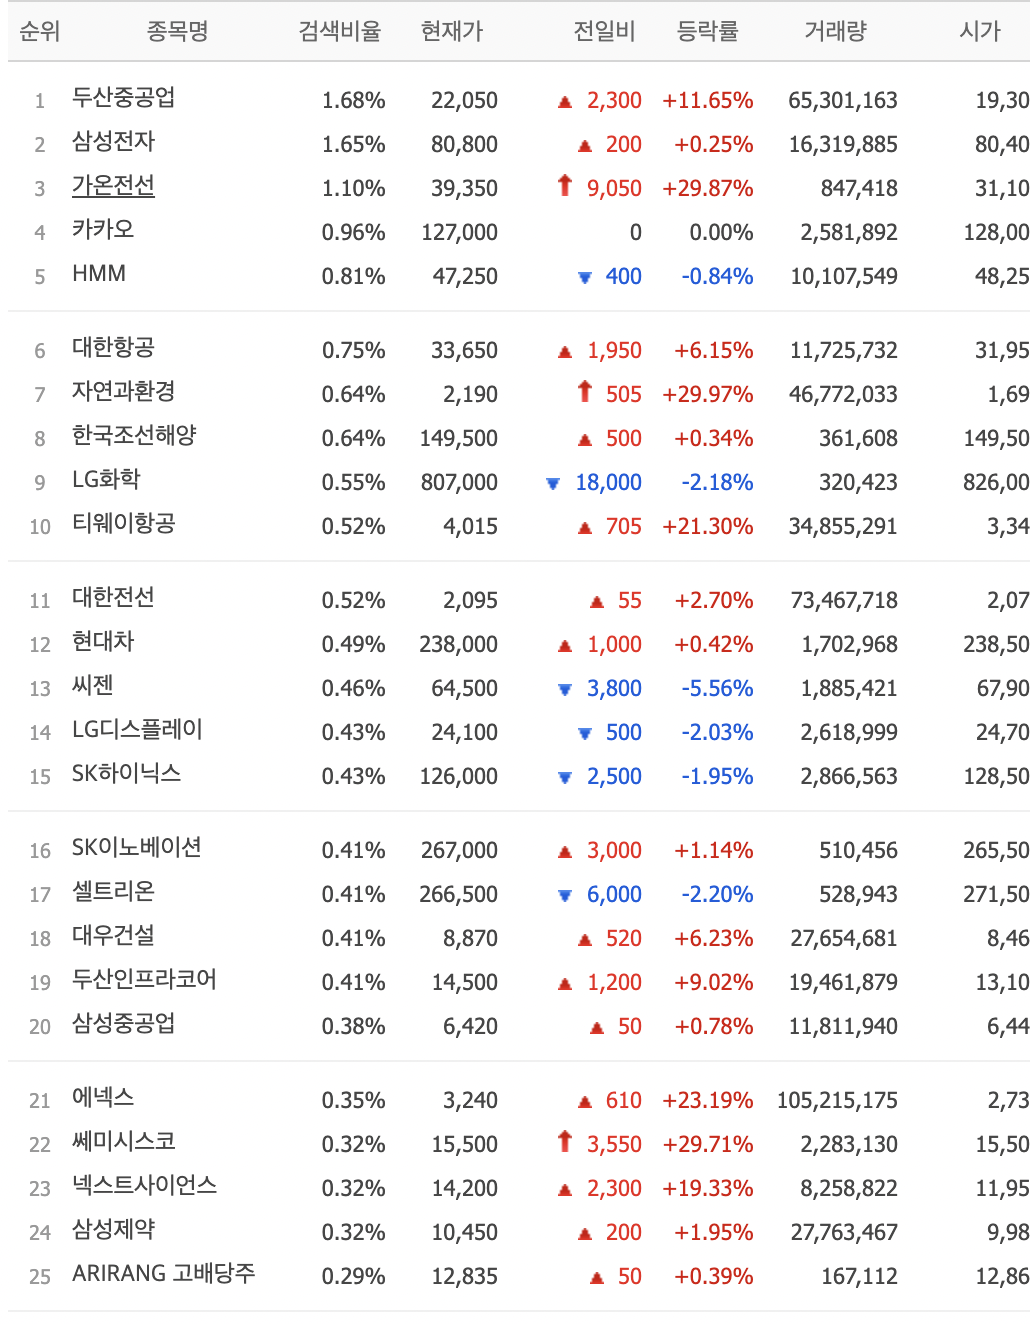 순위 종목명 검색비율 현재가 전일비 등락률 거래량 시가
1 두산중공업 1.68% 22,050 ▲ 2,300 +11.65% 65,301,163 19,30
2 삼성전자 1.65% 80,800 ▲ 200 +0.25% 16,319,885 80,40
3 가온전선 1.10% 39,350 ⬆ 9,050 +29.87% 847,418 31,10
4 카카오 0.96% 127,000 0 0.00% 2,581,892 128,00
5 HMM 0.81% 47,250 ▼ 400 -0.84% 10,107,549 48,25
6 대한항공 0.75% 33,650 ▲ 1,950 +6.15% 11,725,732 31,95
7 자연과환경 0.64% 2,190 ⬆ 505 +29.97% 46,772,033 1,69
8 한국조선해양 0.64% 149,500 ▲ 500 +0.34% 361,608 149,50
9 LG화학 0.55% 807,000 ▼ 18,000 -2.18% 320,423 826,00
10 티웨이항공 0.52% 4,015 ▲ 705 +21.30% 34,855,291 3,34
11 대한전선 0.52% 2,095 ▲ 55 +2.70% 73,467,718 2,07
12 현대차 0.49% 238,000 ▲ 1,000 +0.42% 1,702,968 238,50
13 씨젠 0.46% 64,500 ▼ 3,800 -5.56% 1,885,421 67,90
14 LG디스플레이 0.43% 24,100 ▼ 500 -2.03% 2,618,999 24,70
15 SK하이닉스 0.43% 126,000 ▼ 2,500 -1.95% 2,866,563 128,50
16 SK이노베이션 0.41% 267,000 ▲ 3,000 +1.14% 510,456 265,50
17 셀트리온 0.41% 266,500 ▼ 6,000 -2.20% 528,943 271,50
18 대우건설 0.41% 8,870 ▲ 520 +6.23% 27,654,681 8,46
19 두산인프라코어 0.41% 14,500 ▲ 1,200 +9.02% 19,461,879 13,10
20 삼성중공업 0.38% 6,420 ▲ 50 +0.78% 11,811,940 6,44
21 에넥스 0.35% 3,240 ▲ 610 +23.19% 105,215,175 2,73
22 쎄미시스코 0.32% 15,500 ⬆ 3,550 +29.71% 2,283,130 15,50
23 넥스트사이언스 0.32% 14,200 ▲ 2,300 +19.33% 8,258,822 11,95
24 삼성제약 0.32% 10,450 ▲ 200 +1.95% 27,763,467 9,98
25 ARIRANG 고배당주 0.29% 12,835 ▲ 50 +0.39% 167,112 12,86